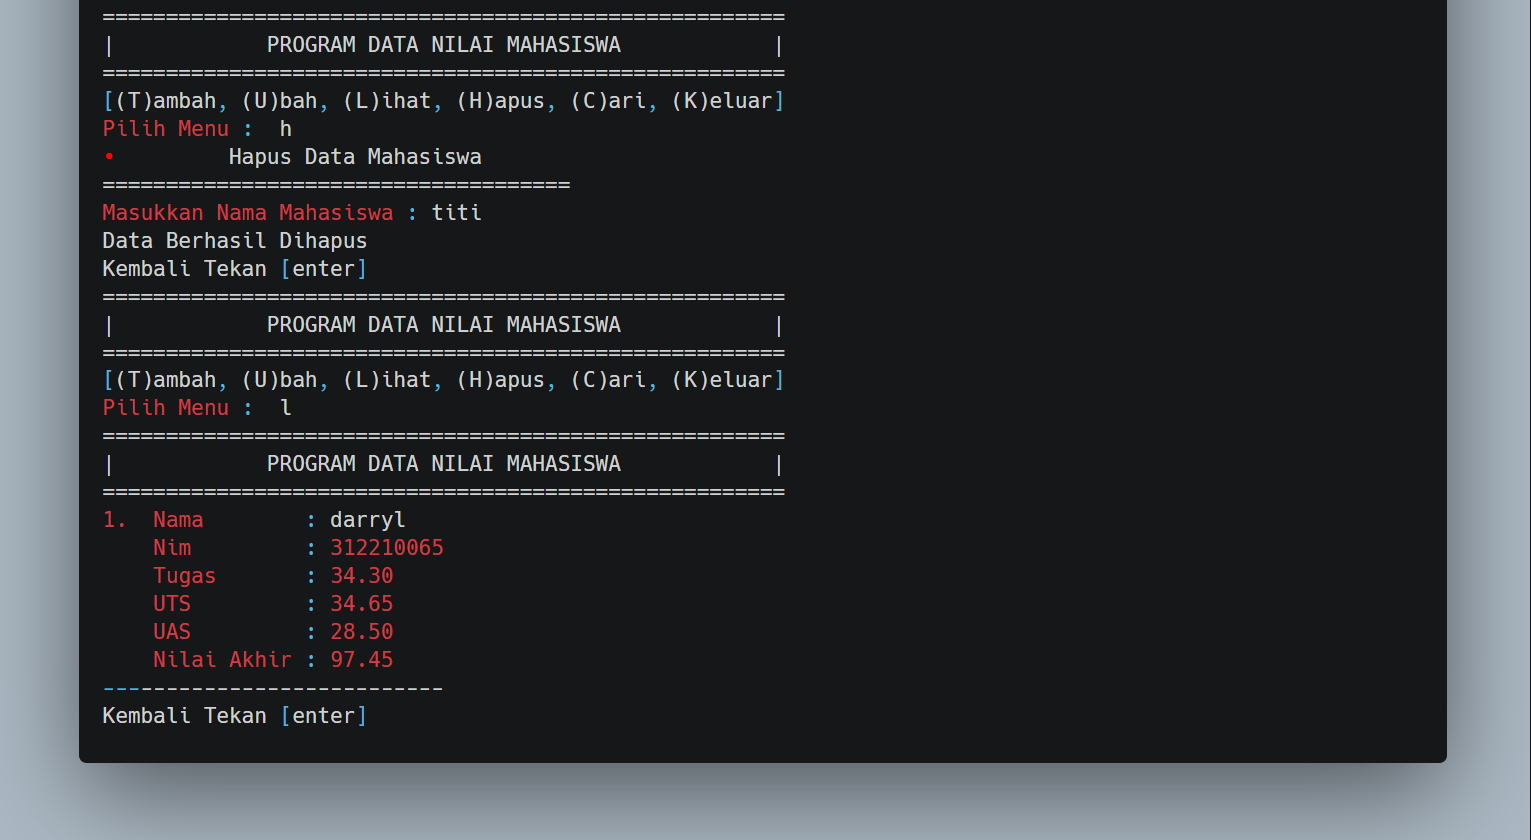 ======================================================
|            PROGRAM DATA NILAI MAHASISWA            |
======================================================
[(T)ambah, (U)bah, (L)ihat, (H)apus, (C)ari, (K)eluar]
Pilih Menu :  h
•         Hapus Data Mahasiswa
=====================================
Masukkan Nama Mahasiswa : titi
Data Berhasil Dihapus
Kembali Tekan [enter]
======================================================
|            PROGRAM DATA NILAI MAHASISWA            |
======================================================
[(T)ambah, (U)bah, (L)ihat, (H)apus, (C)ari, (K)eluar]
Pilih Menu :  l
======================================================
|            PROGRAM DATA NILAI MAHASISWA            |
======================================================
1.  Nama        : darryl
    Nim         : 312210065
    Tugas       : 34.30
    UTS         : 34.65
    UAS         : 28.50
    Nilai Akhir : 97.45
---------------------------
Kembali Tekan [enter]